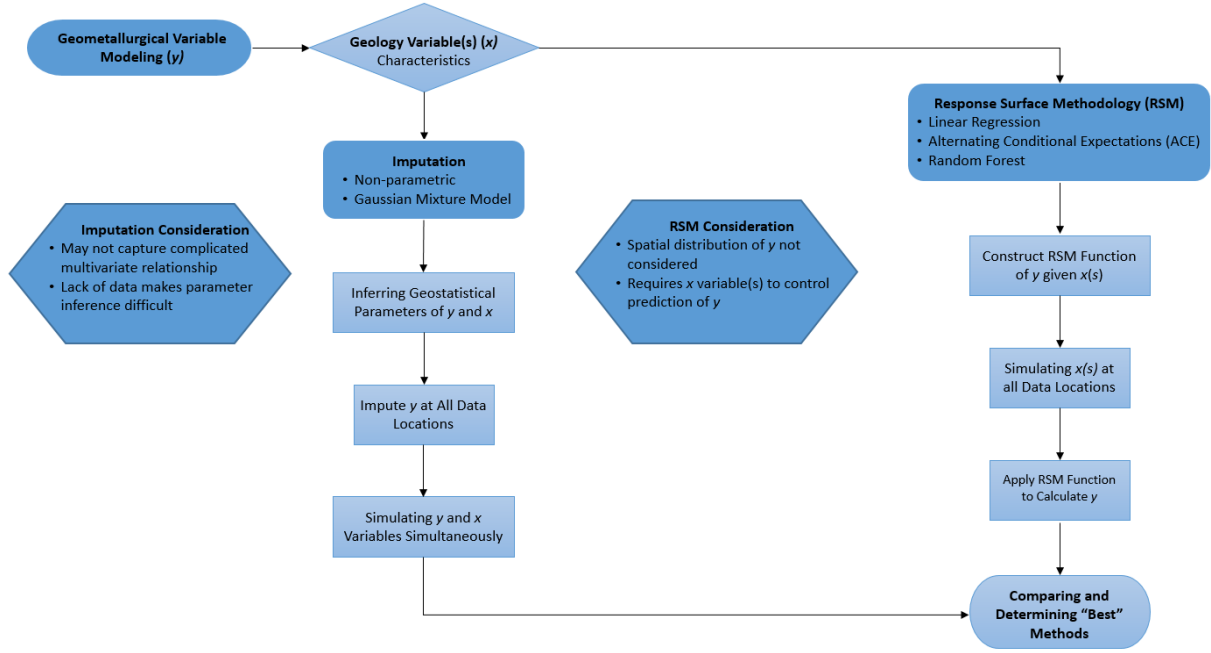 Geometallurgical Variable
Modeling (y)
Geology Variable(s) (x)
Characteristics
Response Surface Methodology (RSM)
• Linear Regression
• Alternating Conditional Expectations (ACE)
• Random Forest
Imputation
• Non-parametric
• Gaussian Mixture Model
Imputation Consideration
• May not capture complicated
multivariate relationship
• Lack of data makes parameter
inference difficult
RSM Consideration
• Spatial distribution of y not
considered
• Requires x variable(s) to control
prediction of y
Construct RSM Function
of y given x(s)
Inferring Geostatistical
Parameters of y and x
Simulating x(s) at
all Data Locations
Impute y at All Data
Locations
Apply RSM Function
to Calculate y
Simulating y and x
Variables Simultaneously
Comparing and
Determining “Best”
Methods